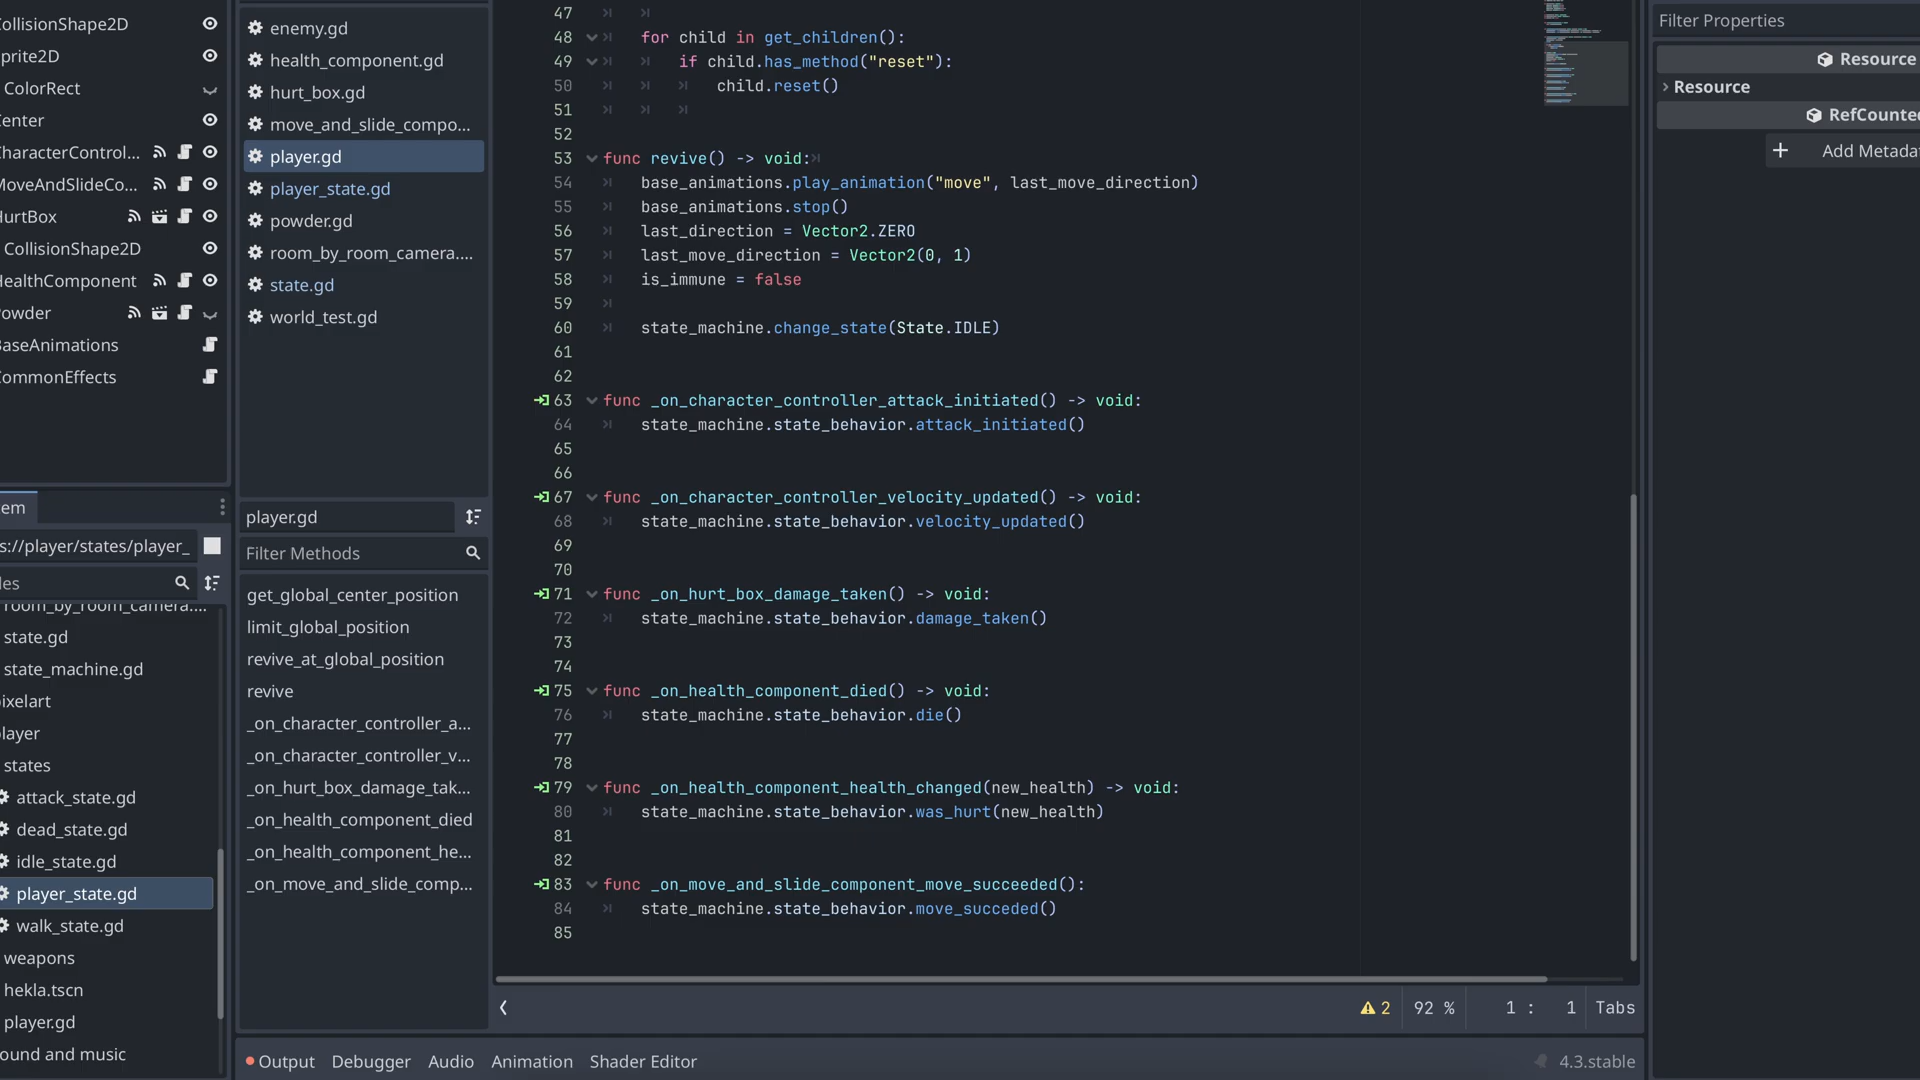 ollisionShape2D
prite2D
ColorRect
enter
haracterControl...
MoveAndSlideCo...
HurtBox
CollisionShape2D
HealthComponent
owder
BaseAnimations
ommonEffects
em
s://player/states/player_
les
room_by_room_camera....
state.gd
state_machine.gd
pixelart
layer
states
attack_state.gd
dead_state.gd
idle_state.gd
player_state.gd
walk_state.gd
weapons
hekla.tscn
player.gd
ound and music
enemy.gd
health_component.gd
hurt_box.gd
move_and_slide_compo...
player.gd
player_state.gd
powder.gd
room_by_room_camera....
state.gd
world_test.gd
player.gd
Filter Methods
get_global_center_position
limit_global_position
revive_at_global_position
revive
_on_character_controller_a...
_on_character_controller_v...
_on_hurt_box_damage_tak...
_on_health_component_died
_on_health_component_he...
_on_move_and_slide_comp...
47
48 for child in get_children():
49 if child.has_method("reset"):
50 child.reset()
51
52
53 func revive() -> void:
54 base_animations.play_animation("move", last_move_direction)
55 base_animations.stop()
56 last_direction = Vector2.ZERO
57 last_move_direction = Vector2(0, 1)
58 is_immune = false
59
60 state_machine.change_state(State.IDLE)
61
62
63 func _on_character_controller_attack_initiated() -> void:
64 state_machine.state_behavior.attack_initiated()
65
66
67 func _on_character_controller_velocity_updated() -> void:
68 state_machine.state_behavior.velocity_updated()
69
70
71 func _on_hurt_box_damage_taken() -> void:
72 state_machine.state_behavior.damage_taken()
73
74
75 func _on_health_component_died() -> void:
76 state_machine.state_behavior.die()
77
78
79 func _on_health_component_health_changed(new_health) -> void:
80 state_machine.state_behavior.was_hurt(new_health)
81
82
83 func _on_move_and_slide_component_move_succeeded():
84 state_machine.state_behavior.move_succeded()
85
2 92 % 1 : 1 Tabs
Output Debugger Audio Animation Shader Editor 4.3.stable
Filter Properties
Resource
Resource
RefCounte
Add Metada